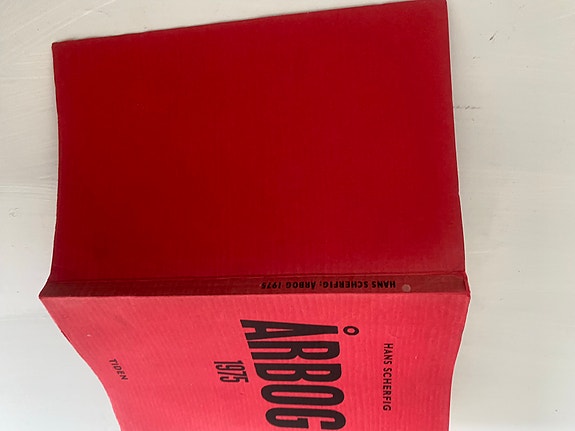 HANS SCHERFIG
ÅRBOG
1975
TIDEN
HANS SCHERFIG: ÅRBOG 1975